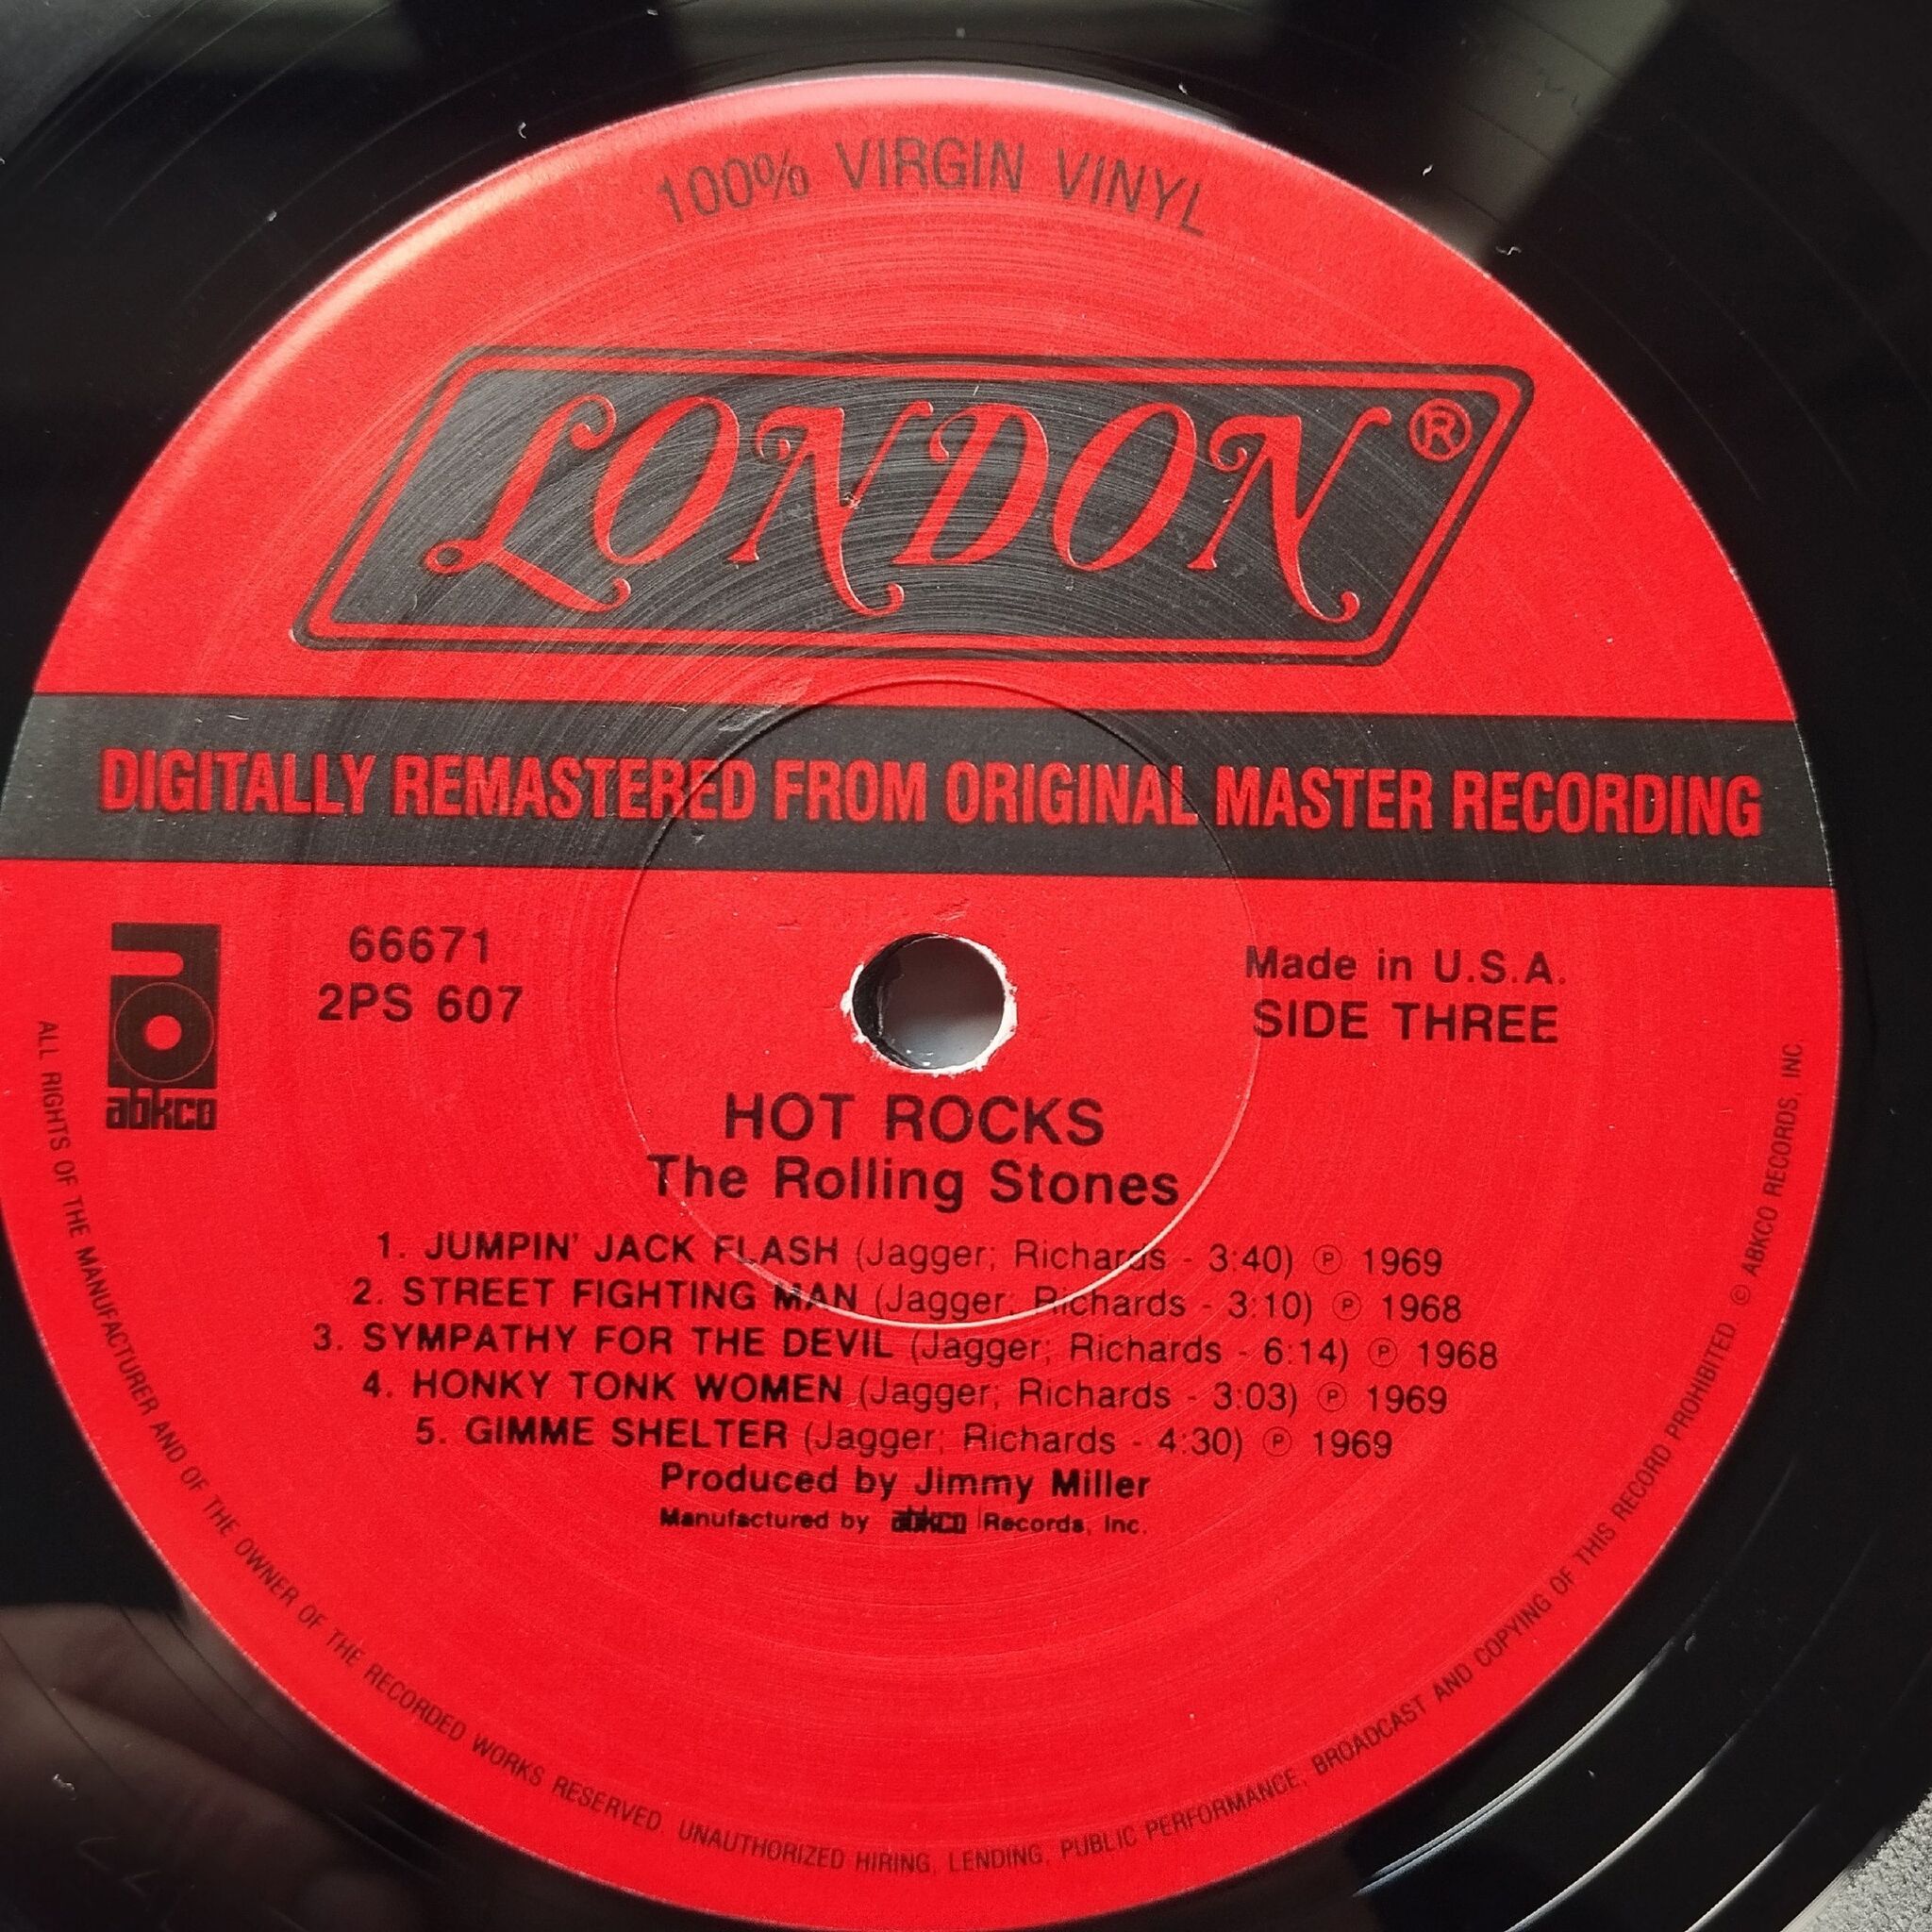 100% VIRGIN VINYL
LONDON®
DIGITALLY REMASTERED FROM ORIGINAL MASTER RECORDING
abkco
66671
2PS 607
Made in U.S.A.
SIDE THREE
HOT ROCKS
The Rolling Stones
1. JUMPIN' JACK FLASH (Jagger; Richards - 3:40) ℗ 1969
2. STREET FIGHTING MAN (Jagger; Richards - 3:10) ℗ 1968
3. SYMPATHY FOR THE DEVIL (Jagger; Richards - 6:14) ℗ 1968
4. HONKY TONK WOMEN (Jagger; Richards - 3:03) ℗ 1969
5. GIMME SHELTER (Jagger; Richards - 4:30) ℗ 1969
Produced by Jimmy Miller
Manufactured by abkco Records, Inc.
ALL RIGHTS OF THE MANUFACTURER AND OF THE OWNER OF THE RECORDED WORKS RESERVED. UNAUTHORIZED HIRING, LENDING, PUBLIC PERFORMANCE, BROADCAST AND COPYING OF THIS RECORD PROHIBITED. © ABKCO RECORDS, INC.